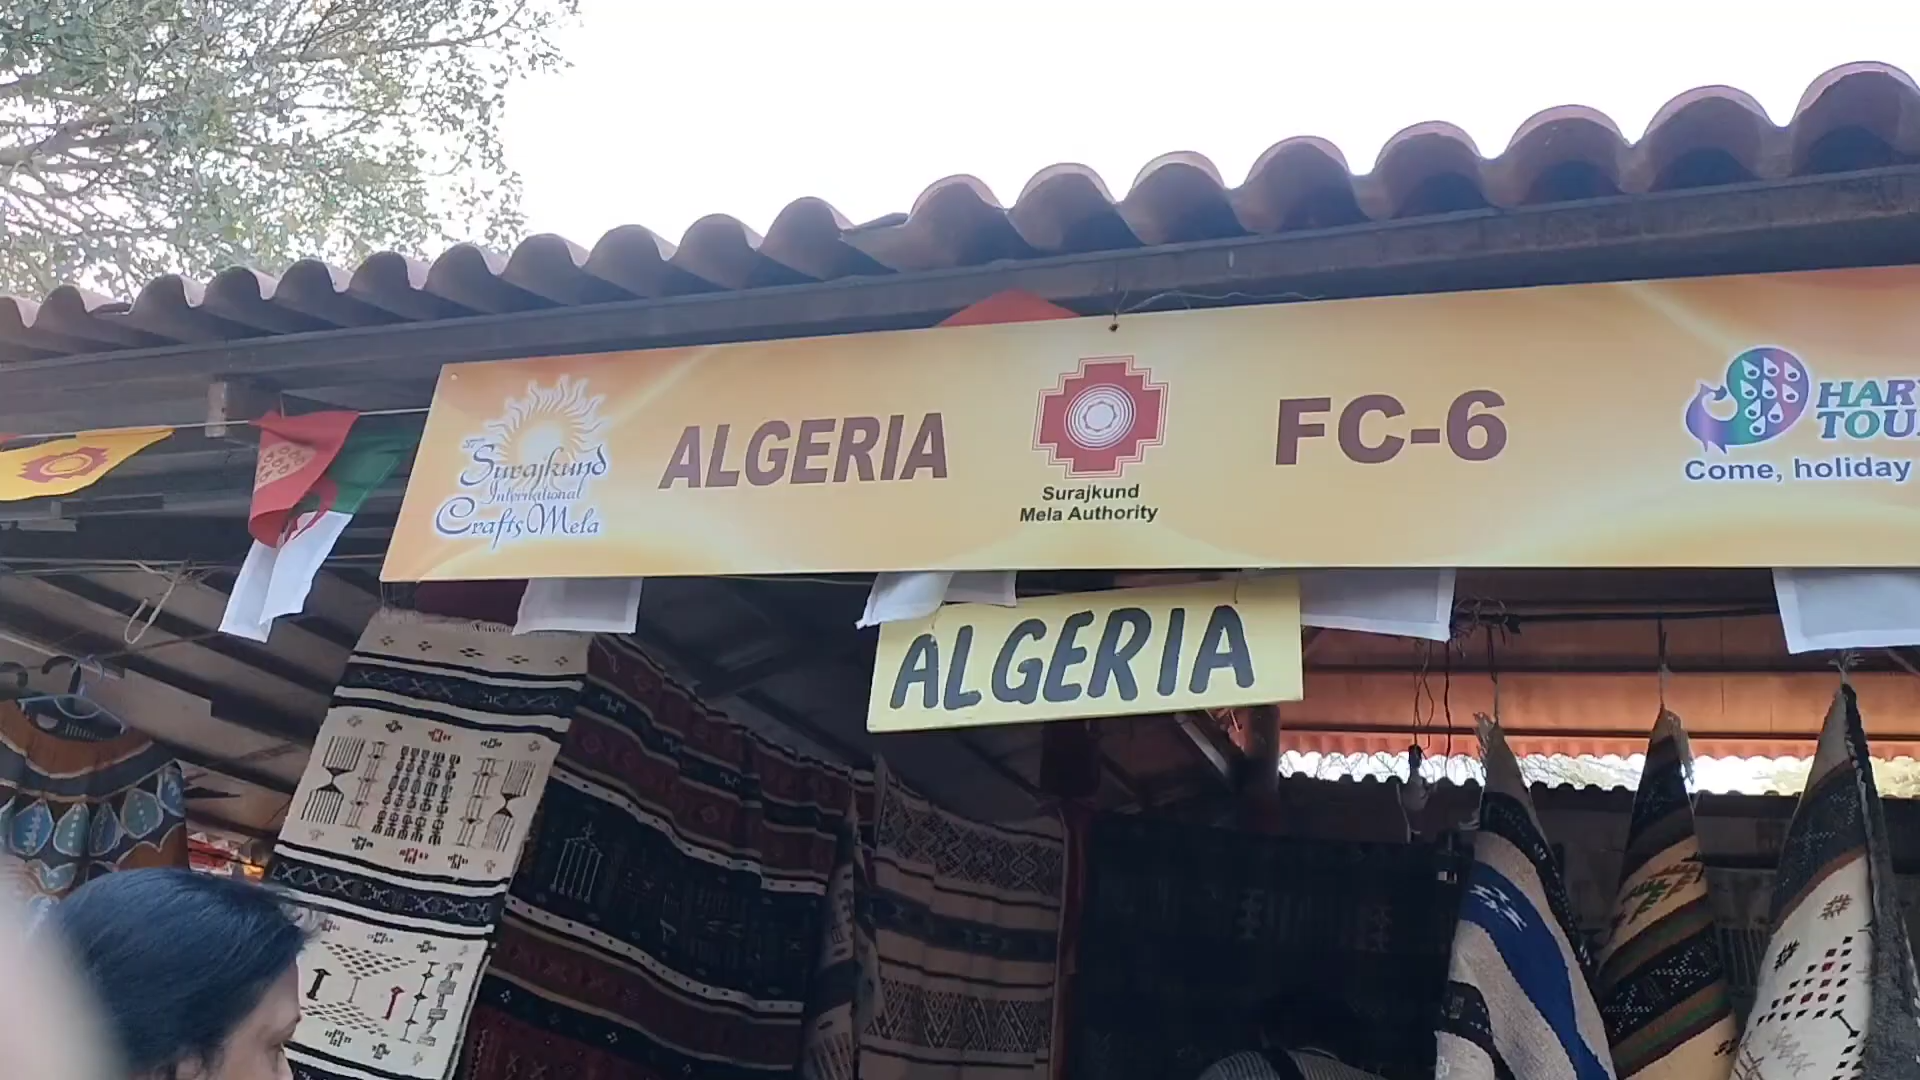 Surajkund
International
Crafts Mela
ALGERIA
Surajkund
Mela Authority
FC-6
Come, holiday
ALGERIA